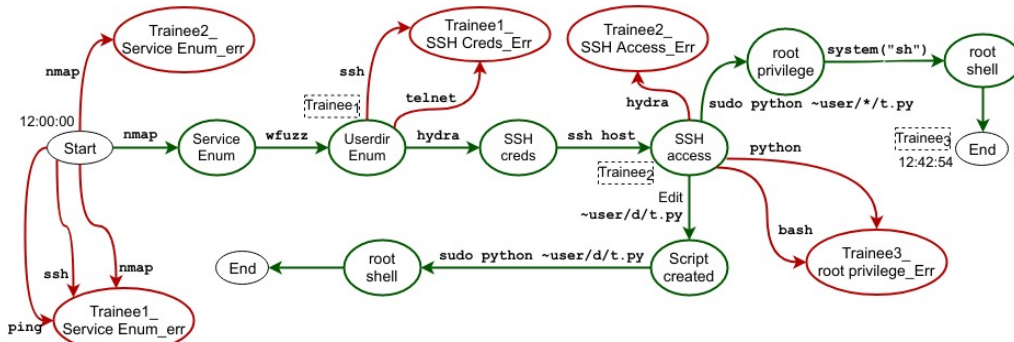 Trainee2_
Service Enum_err
nmap
Trainee1_
SSH Creds_Err
ssh
telnet
Trainee2_
SSH Access_Err
hydra
root
privilege
system("sh")
root
shell
sudo python ~user/*/t.py
12:00:00
Start
nmap
Service
Enum
wfuzz
Trainee1
Userdir
Enum
hydra
SSH
creds
ssh host
SSH
access
Trainee2
Trainee3
12:42:54
End
python
bash
Trainee3_
root privilege_Err
Edit
~user/d/t.py
Script
created
sudo python ~user/d/t.py
root
shell
End
ssh
nmap
ping
Trainee1_
Service Enum_err